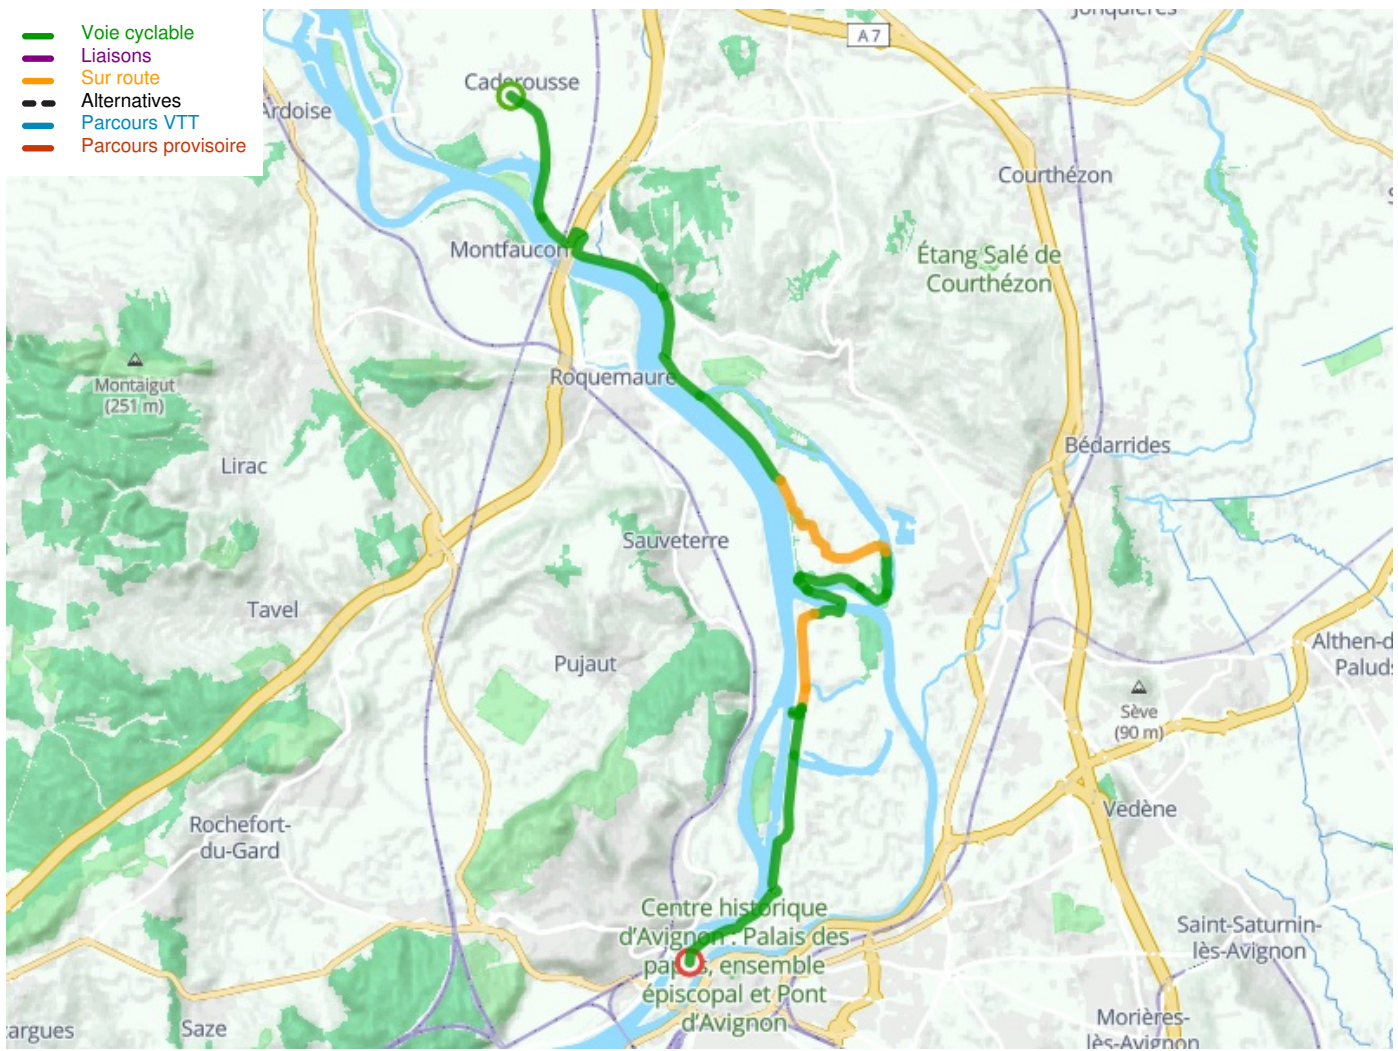 Voie cyclable
Liaisons
Sur route
Alternatives
Parcours VTT
Parcours provisoire
Jonquières
A 7
Caderousse
Ardoise
Courthézon
Montfaucon
Étang Salé de
Courthézon
Montaigut
(251 m)
Roquemaure
Lirac
Bédarrides
Sauveterre
Tavel
Pujaut
Althen-d
Paluds
Sève
(90 m)
Vedène
Rochefort-
du-Gard
Centre historique
d'Avignon : Palais des
papes, ensemble
épiscopal et Pont
d'Avignon
Saint-Saturnin-
lès-Avignon
Morières-
lès-Avignon
argues
Saze